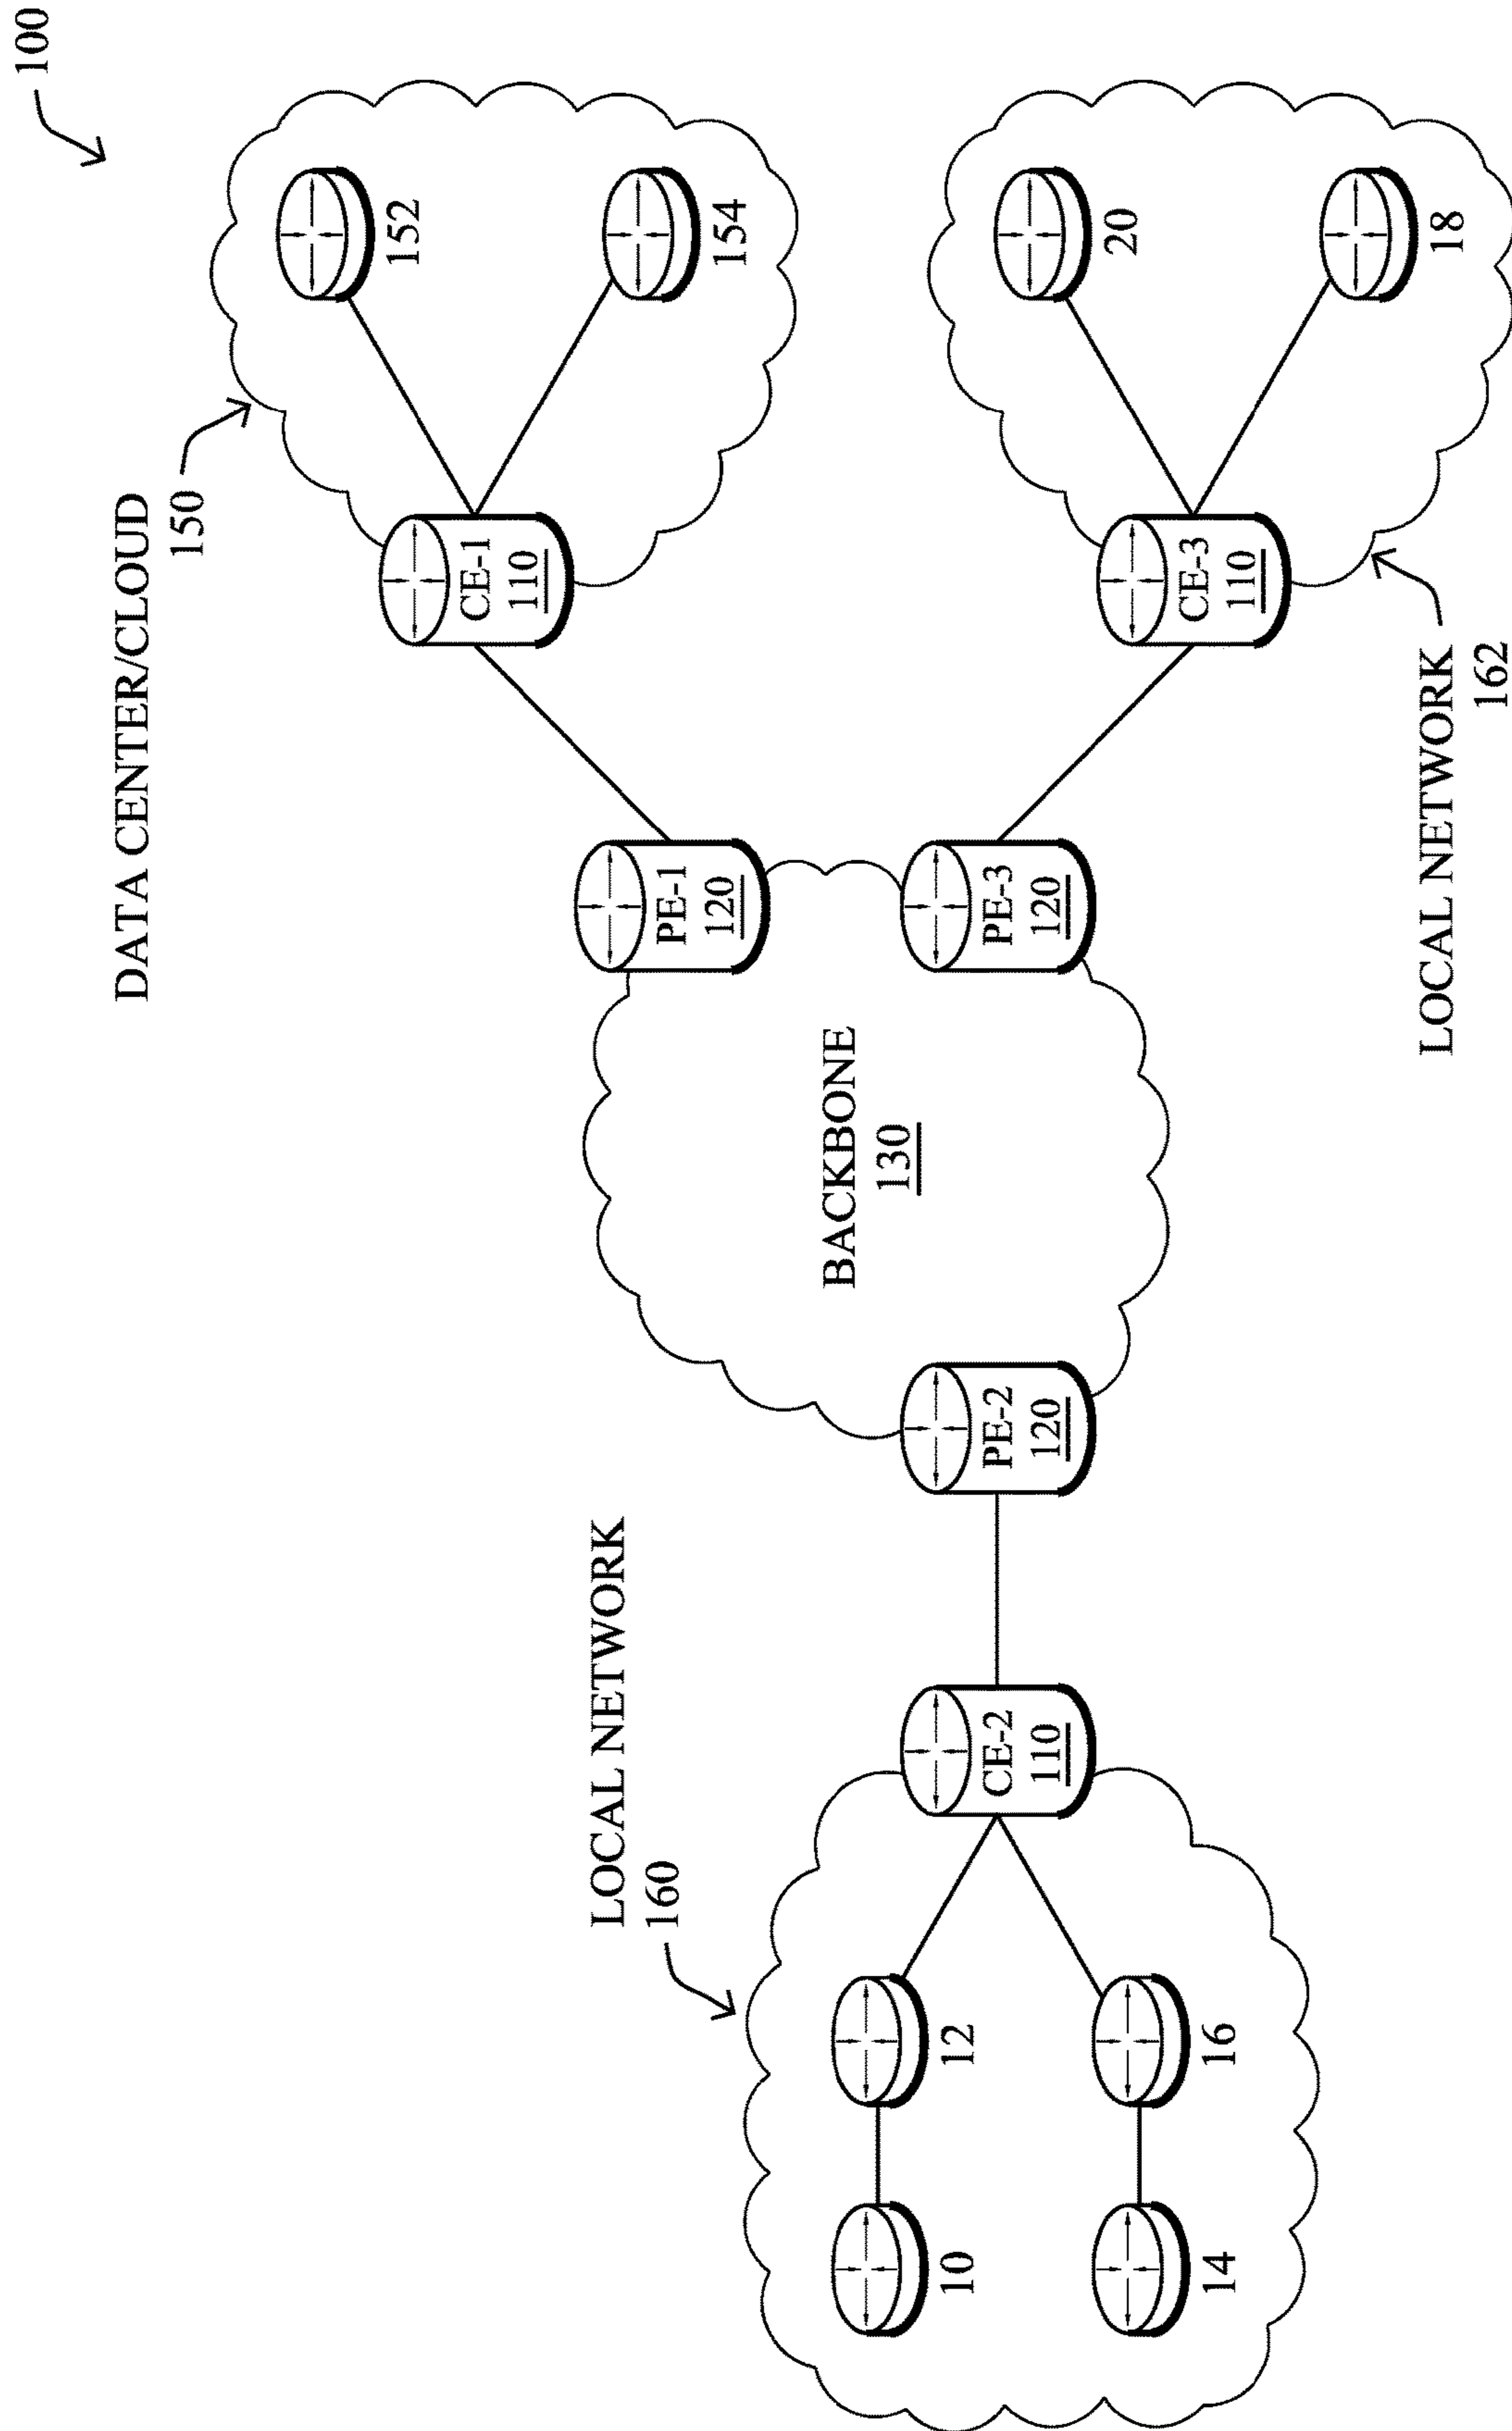 100
DATA CENTER/CLOUD
150
152
154
CE-1
110
PE-1
120
BACKBONE
130
LOCAL NETWORK
160
PE-2
120
PE-3
120
CE-2
110
CE-3
110
10
12
14
16
20
18
LOCAL NETWORK
162